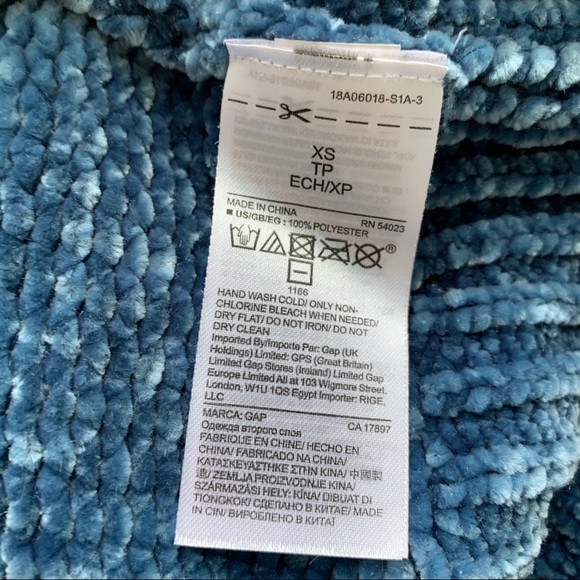 18A06018-S1A-3
XS
TP
ECH/XP
MADE IN CHINA RN 54023
■ US/GB/EG : 100% POLYESTER
1166
HAND WASH COLD/ ONLY NON-
CHLORINE BLEACH WHEN NEEDED/
DRY FLAT/ DO NOT IRON/ DO NOT
DRY CLEAN
Imported By/Importe Par: Gap (UK
Holdings) Limited: GPS (Great Britain)
Limited Gap Stores (Ireland) Limited Gap
Europe Limited All at 103 Wigmore Street,
London, W1U 1QS Egypt Importer: RIGE,
LLC
MARCA: GAP CA 17897
Одежда второго слоя
FABRIQUE EN CHINE/ HECHO EN
CHINA/ FABRICADO NA CHINA/
ΚΑΤΑΣΚΕΥΑΣΤΗΚΕ ΣΤΗΝ ΚΙΝΑ/ 中國製
造/ ZEMLJA PROIZVODNJE KINA/
SZÁRMAZÁSI HELY: KÍNA/ DIBUAT DI
TIONGKOK/ СДЕЛАНО В КИТАЕ/ MADE
IN CIN/ ВИРОБЛЕНО В КИТАЇ